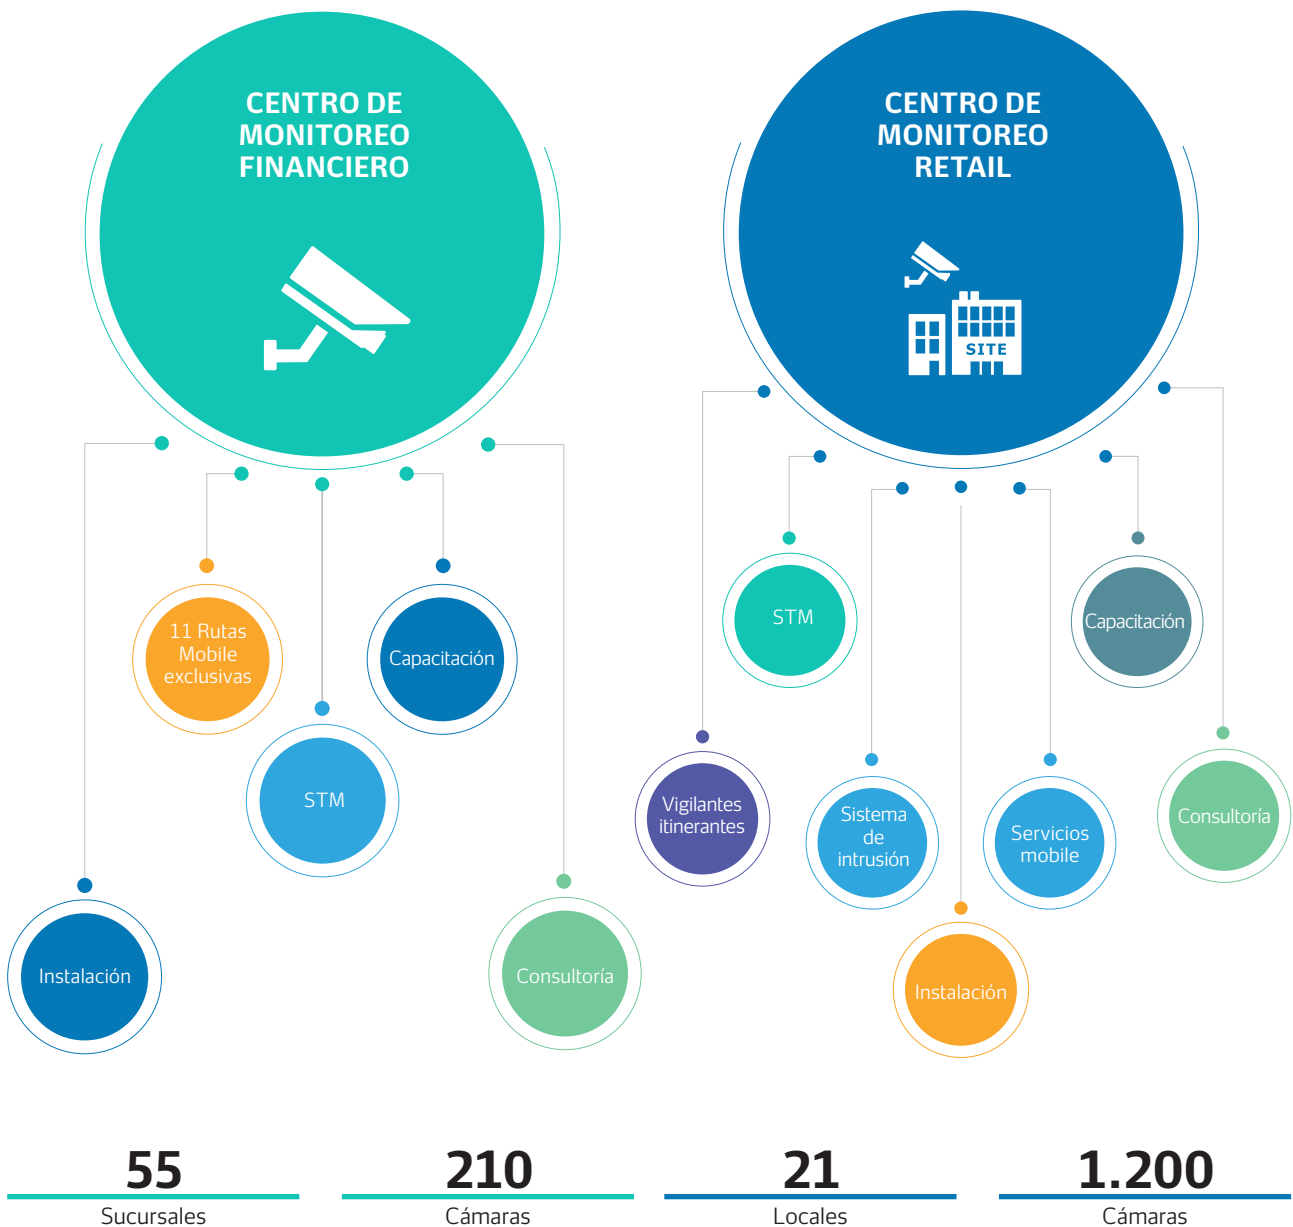 CENTRO DE
MONITOREO
FINANCIERO
11 Rutas
Mobile
exclusivas
Capacitación
STM
Instalación
Consultoría
CENTRO DE
MONITOREO
RETAIL
SITE
STM
Capacitación
Vigilantes
itinerantes
Sistema
de
intrusión
Servicios
mobile
Consultoría
Instalación
55
Sucursales
210
Cámaras
21
Locales
1.200
Cámaras